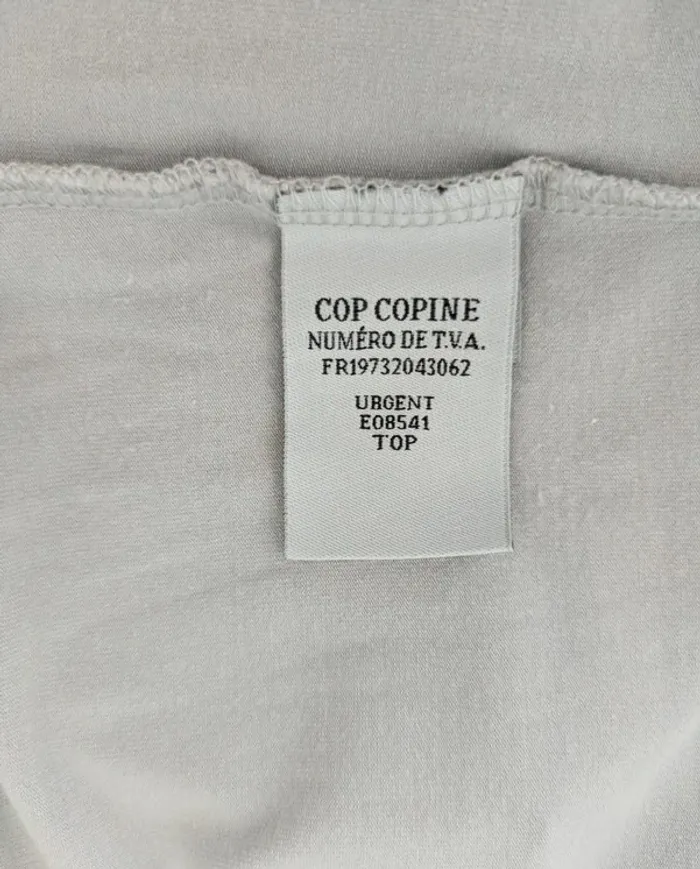 COP COPINE
NUMÉRO DE T.V.A.
FR19732043062
URGENT
E08541
TOP